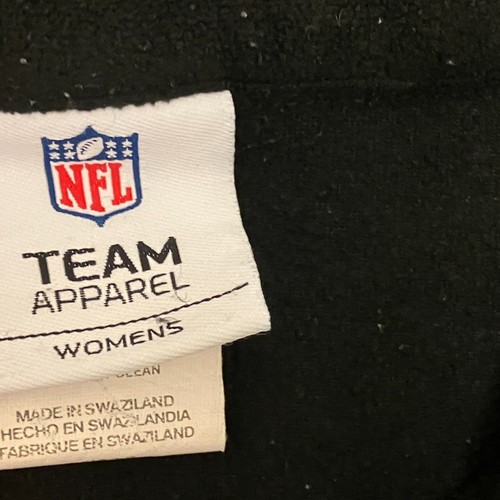 NFL
TEAM
APPAREL
WOMENS
MADE IN SWAZILAND
HECHO EN SWAZILANDIA
FABRIQUE EN SWAZILAND